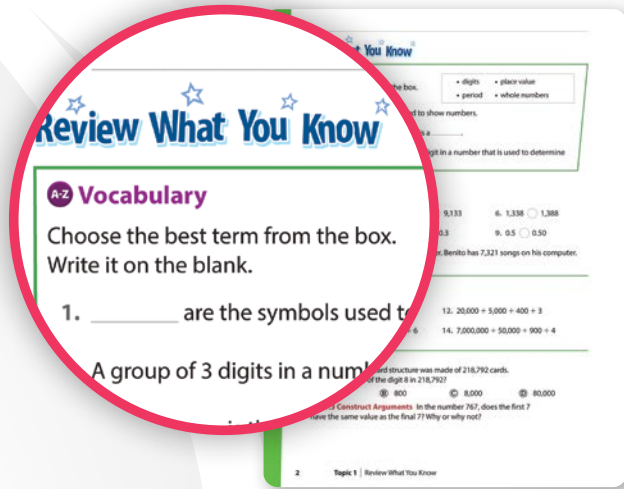 Review What You Know
A-Z Vocabulary
Choose the best term from the box.
Write it on the blank.
1. ________ are the symbols used to
A group of 3 digits in a num
You Know
the box.
• digits • place value
• period • whole numbers
to show numbers.
is a ______.
digit in a number that is used to determine
9,133 6. 1,338 ◯ 1,388
0.3 9. 0.5 ◯ 0.50
Benito has 7,321 songs on his computer.
12. 20,000 + 5,000 + 400 + 3
+ 6 14. 7,000,000 + 50,000 + 900 + 4
card structure was made of 218,792 cards.
of the digit 8 in 218,792?
Ⓑ 800 Ⓒ 8,000 Ⓓ 80,000
Construct Arguments In the number 767, does the first 7
have the same value as the final 7? Why or why not?
2 Topic 1 | Review What You Know